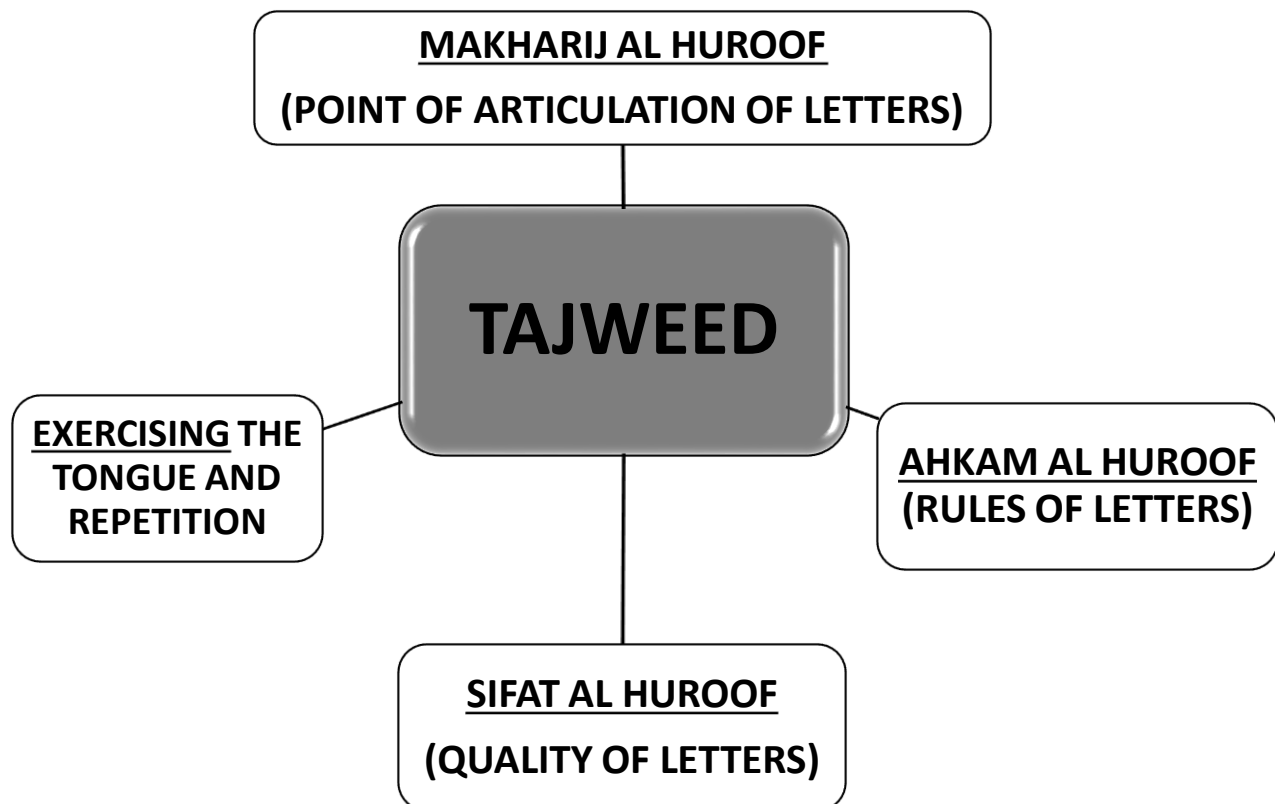 MAKHARIJ AL HUROOF
(POINT OF ARTICULATION OF LETTERS)
TAJWEED
EXERCISING THE
TONGUE AND
REPETITION
AHKAM AL HUROOF
(RULES OF LETTERS)
SIFAT AL HUROOF
(QUALITY OF LETTERS)